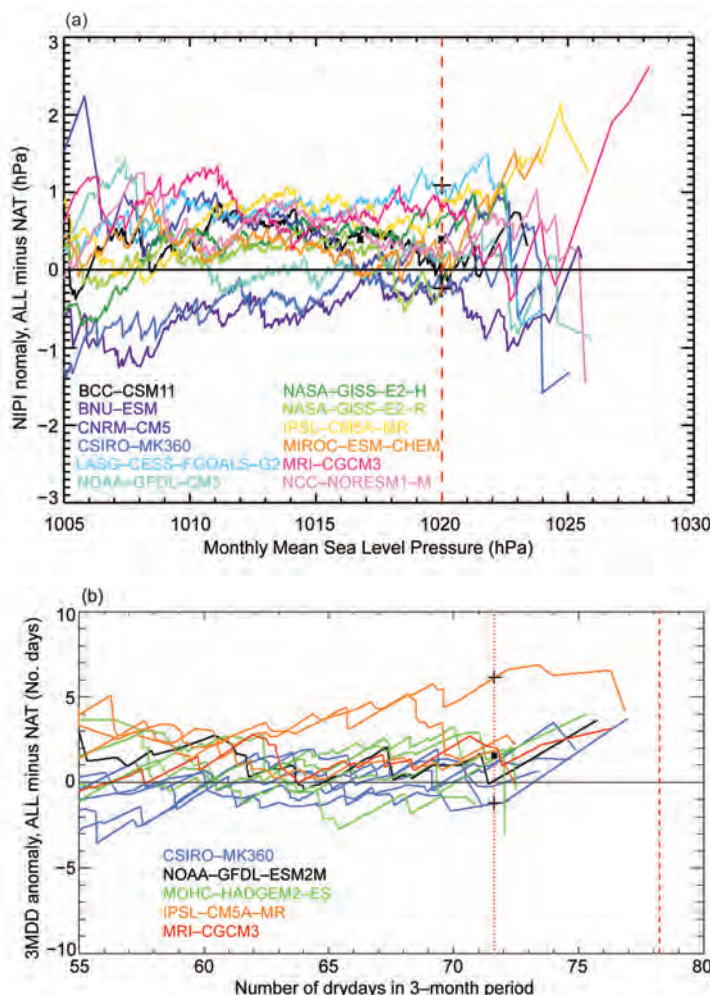 (a)
3
2
1
0
−1
−2
−3
NIPI nomaly, ALL minus NAT (hPa)
BCC–CSM11
BNU–ESM
CNRM–CM5
CSIRO–MK360
LASG–CESS–FGOALS–G2
NOAA–GFDL–CM3
NASA–GISS–E2–H
NASA–GISS–E2–R
IPSL–CM5A–MR
MIROC–ESM–CHEM
MRI–CGCM3
NCC–NORESM1–M
1005 1010 1015 1020 1025 1030
Monthly Mean Sea Level Pressure (hPa)
(b)
10
5
0
−5
−10
3MDD anomaly, ALL minus NAT (No. days)
CSIRO–MK360
NOAA–GFDL–ESM2M
MOHC–HADGEM2–ES
IPSL–CM5A–MR
MRI–CGCM3
55 60 65 70 75 80
Number of drydays in 3–month period